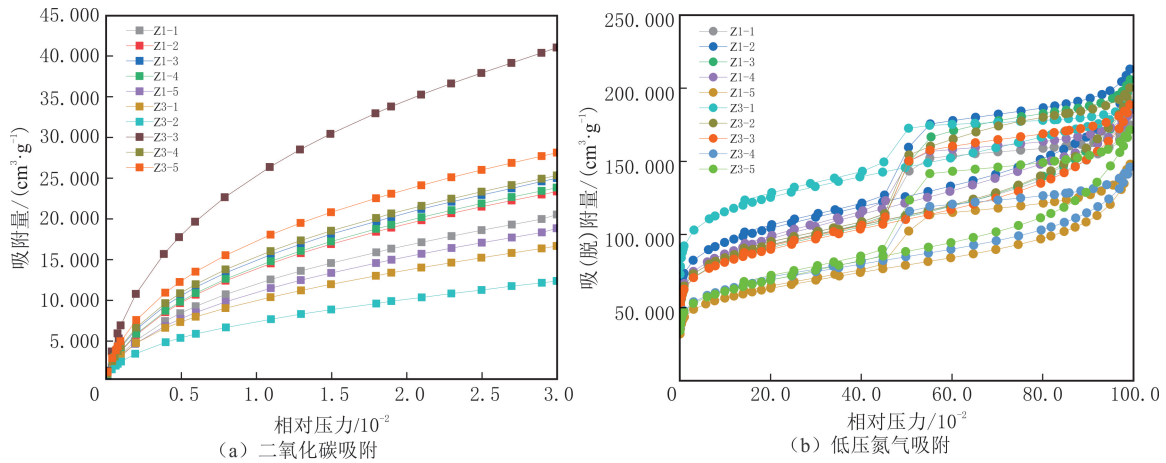 45.000
40.000
35.000
30.000
25.000
20.000
15.000
10.000
5.000
吸附量/(cm³·g⁻¹)
Z1-1
Z1-2
Z1-3
Z1-4
Z1-5
Z3-1
Z3-2
Z3-3
Z3-4
Z3-5
0 0.5 1.0 1.5 2.0 2.5 3.0
相对压力/10⁻²
(a) 二氧化碳吸附
250.000
200.000
150.000
100.000
50.000
吸(脱)附量/(cm³·g⁻¹)
Z1-1
Z1-2
Z1-3
Z1-4
Z1-5
Z3-1
Z3-2
Z3-3
Z3-4
Z3-5
0 20.0 40.0 60.0 80.0 100.0
相对压力/10⁻²
(b) 低压氮气吸附